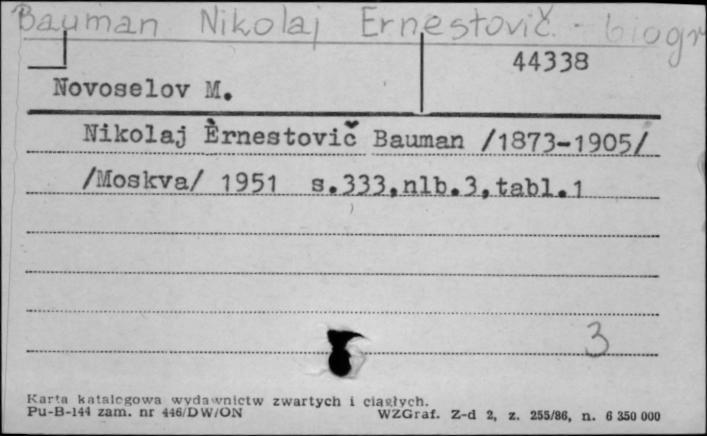 Bauman Nikolaj Ernestovič - biogr
44338
Novoselov M.
Nikolaj Èrnestovič Bauman /1873-1905/
/Moskva/ 1951 s.333,nlb.3,tabl.1
3
Karta katalogowa wydawnictw zwartych i ciągłych.
Pu-B-144 zam. nr 446/DW/ON WZGraf. Z-d 2, z. 255/86, n. 6 350 000